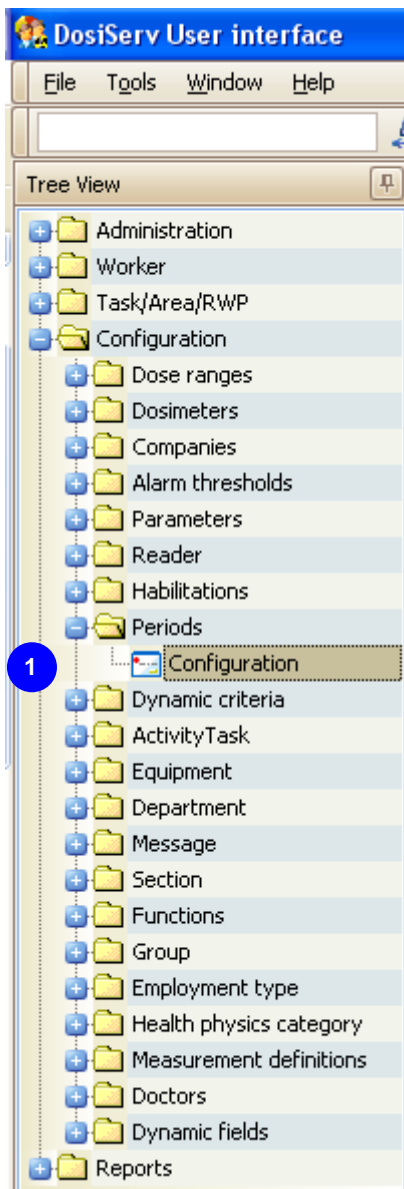 DosiServ User interface
File Tools Window Help
Tree View
Administration
Worker
Task/Area/RWP
Configuration
Dose ranges
Dosimeters
Companies
Alarm thresholds
Parameters
Reader
Habilitations
Periods
1 Configuration
Dynamic criteria
ActivityTask
Equipment
Department
Message
Section
Functions
Group
Employment type
Health physics category
Measurement definitions
Doctors
Dynamic fields
Reports